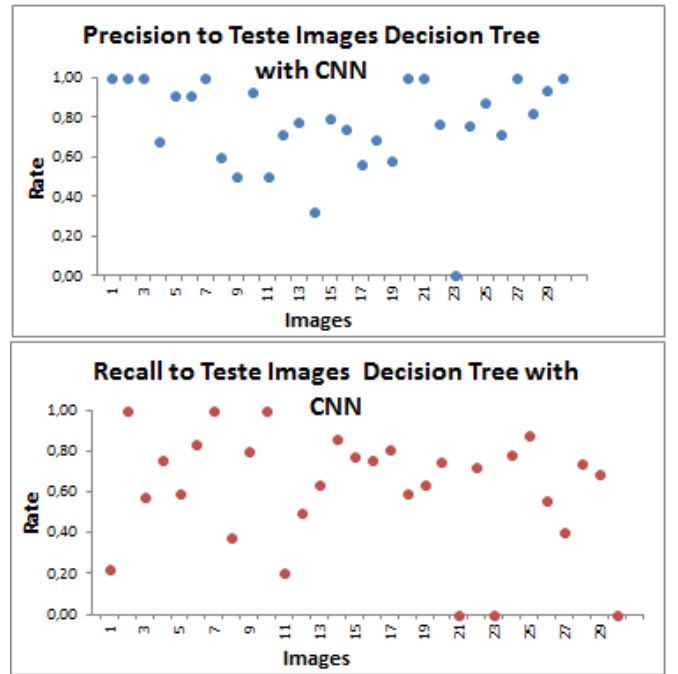 Precision to Teste Images Decision Tree
with CNN
1,00
0,80
0,60
0,40
0,20
0,00
Rate
1 3 5 7 9 11 13 15 17 19 21 23 25 27 29
Images
Recall to Teste Images Decision Tree with
CNN
1,00
0,80
0,60
0,40
0,20
0,00
Rate
1 3 5 7 9 11 13 15 17 19 21 23 25 27 29
Images